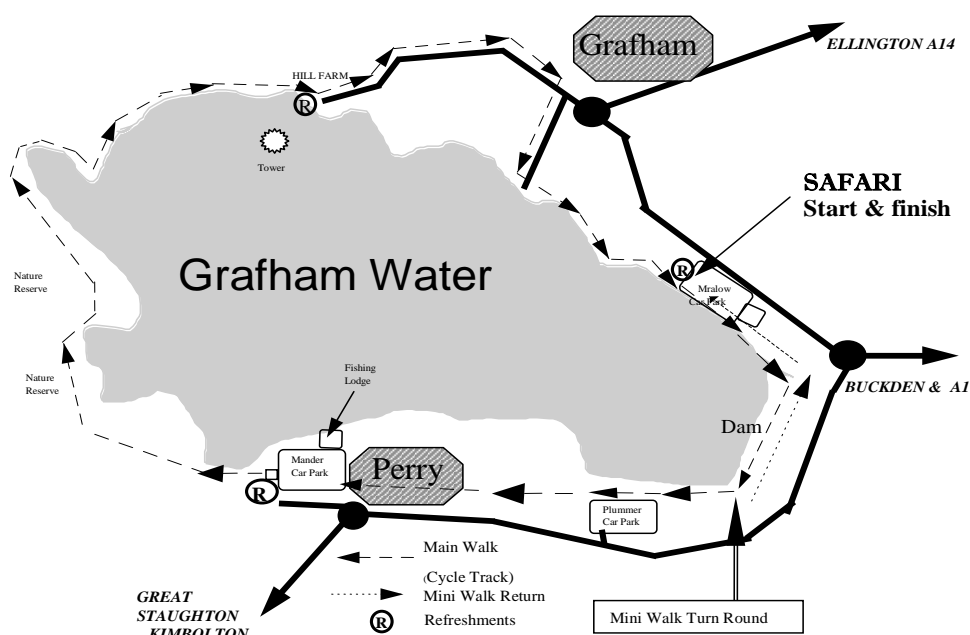 Grafham
ELLINGTON A14
HILL FARM
R
Tower
SAFARI
Start & finish
Grafham Water
R
Mralow
Car Park
Nature
Reserve
Nature
Reserve
Fishing
Lodge
BUCKDEN & A1
Dam
Mander
Car Park
Perry
R
Plummer
Car Park
Main Walk
(Cycle Track)
Mini Walk Return
R
Refreshments
GREAT
STAUGHTON
KIMBOLTON
Mini Walk Turn Round